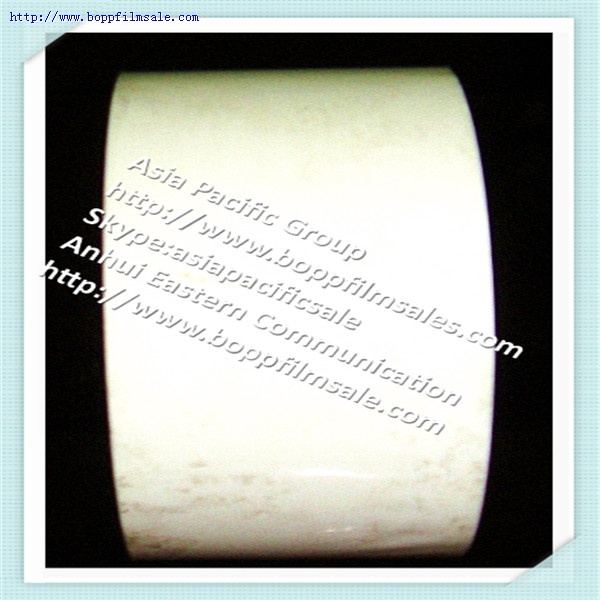 http://www.boppfilmsale.com
Asia Pacific Group
http://www.boppfilmsales.com
Skype:asiapacificsale
Anhui Eastern Communication
http://www.boppfilmsale.com